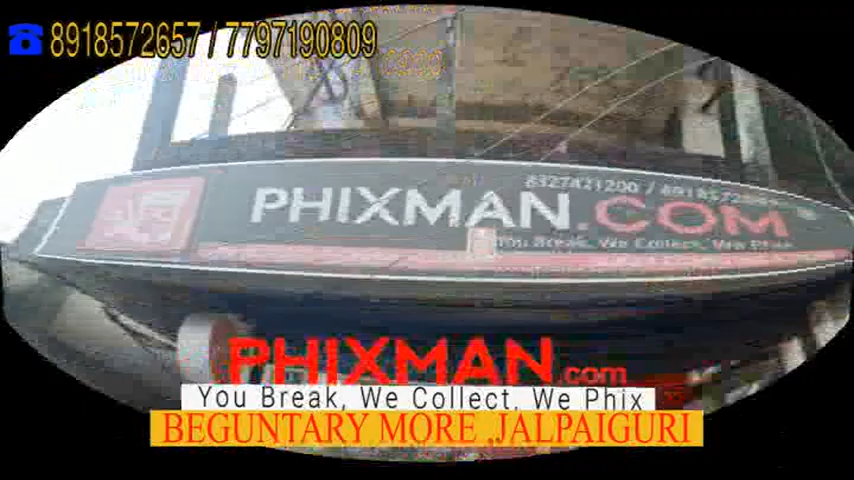 8918572657 / 7797190809
8327421200 /
PHIXMAN.COM
You Break, We Collect, We Phix
PHIXMAN.com
You Break, We Collect, We Phix
BEGUNTARY MORE ,JALPAIGURI